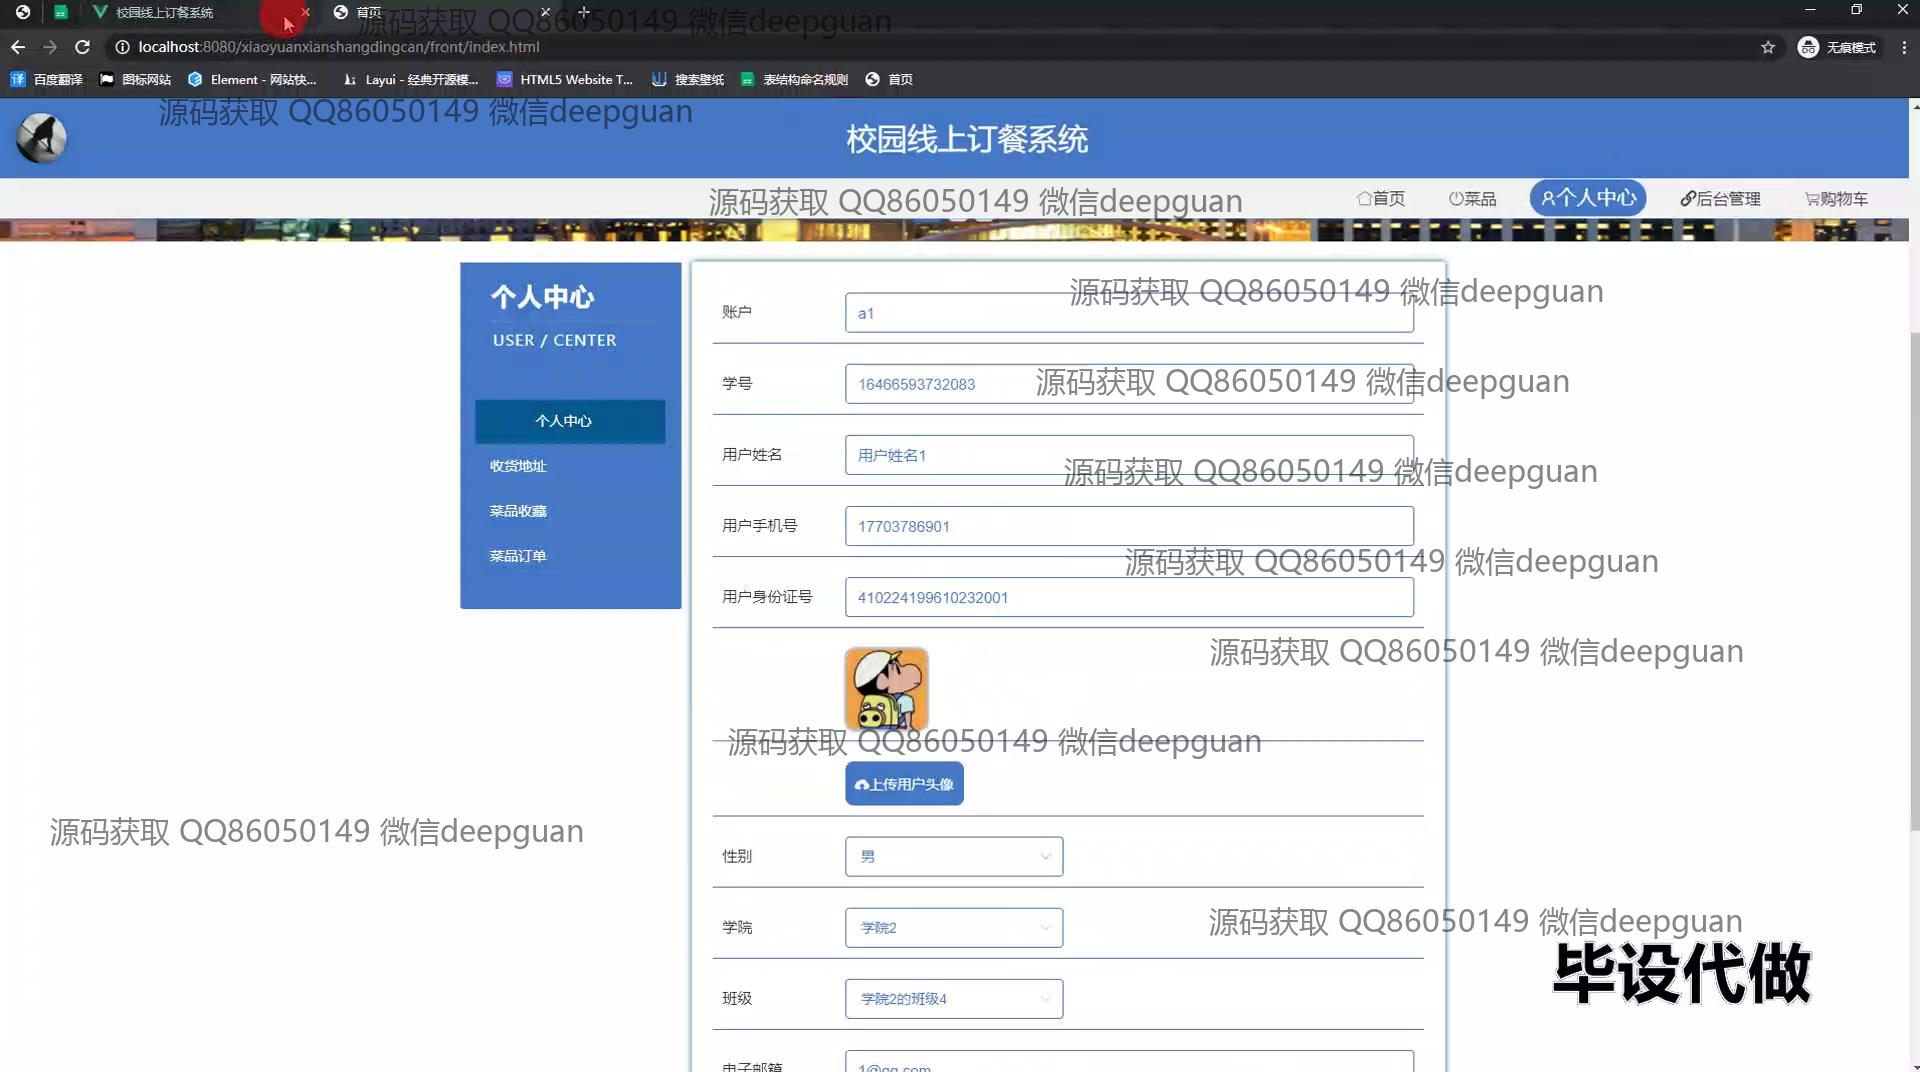 校园线上订餐系统
首页
源码获取 QQ86050149 微信deepguan
localhost:8080/xiaoyuanxianshangdingcan/front/index.html
无痕模式
百度翻译
图标网站
Element - 网站快...
Layui - 经典开源模...
HTML5 Website T...
搜索壁纸
表结构命名规则
首页
源码获取 QQ86050149 微信deepguan
校园线上订餐系统
源码获取 QQ86050149 微信deepguan
首页
菜品
个人中心
后台管理
购物车
个人中心
USER / CENTER
个人中心
收货地址
菜品收藏
菜品订单
源码获取 QQ86050149 微信deepguan
账户
a1
学号
16466593732083
源码获取 QQ86050149 微信deepguan
用户姓名
用户姓名1
源码获取 QQ86050149 微信deepguan
用户手机号
17703786901
源码获取 QQ86050149 微信deepguan
用户身份证号
410224199610232001
源码获取 QQ86050149 微信deepguan
源码获取 QQ86050149 微信deepguan
上传用户头像
源码获取 QQ86050149 微信deepguan
性别
男
学院
学院2
源码获取 QQ86050149 微信deepguan
毕设代做
班级
学院2的班级4
电子邮箱
1@qq.com